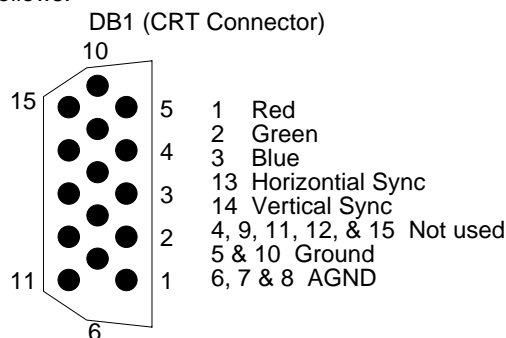 DB1 (CRT Connector)
10
15
5
4
3
2
1
11
6
1 Red
2 Green
3 Blue
13 Horizontial Sync
14 Vertical Sync
4, 9, 11, 12, & 15 Not used
5 & 10 Ground
6, 7 & 8 AGND